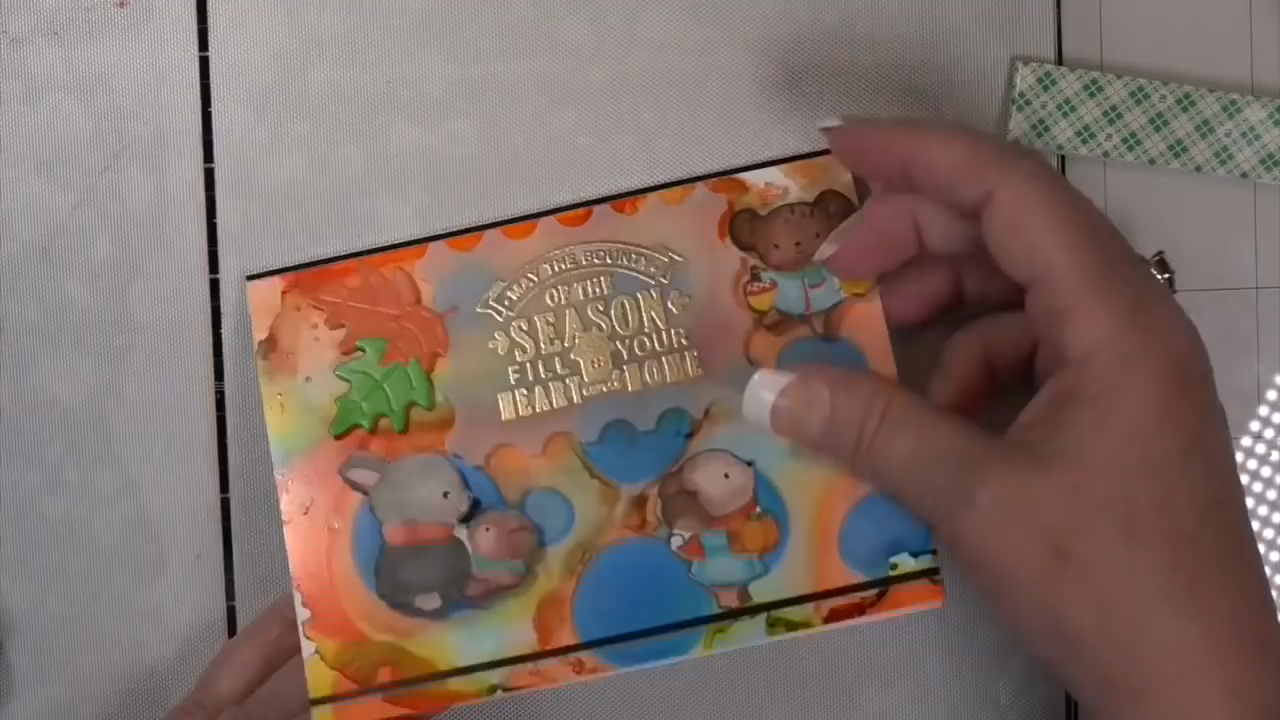 MAY THE BOUNTY
OF THE
SEASON
FILL YOUR
HEART and HOME